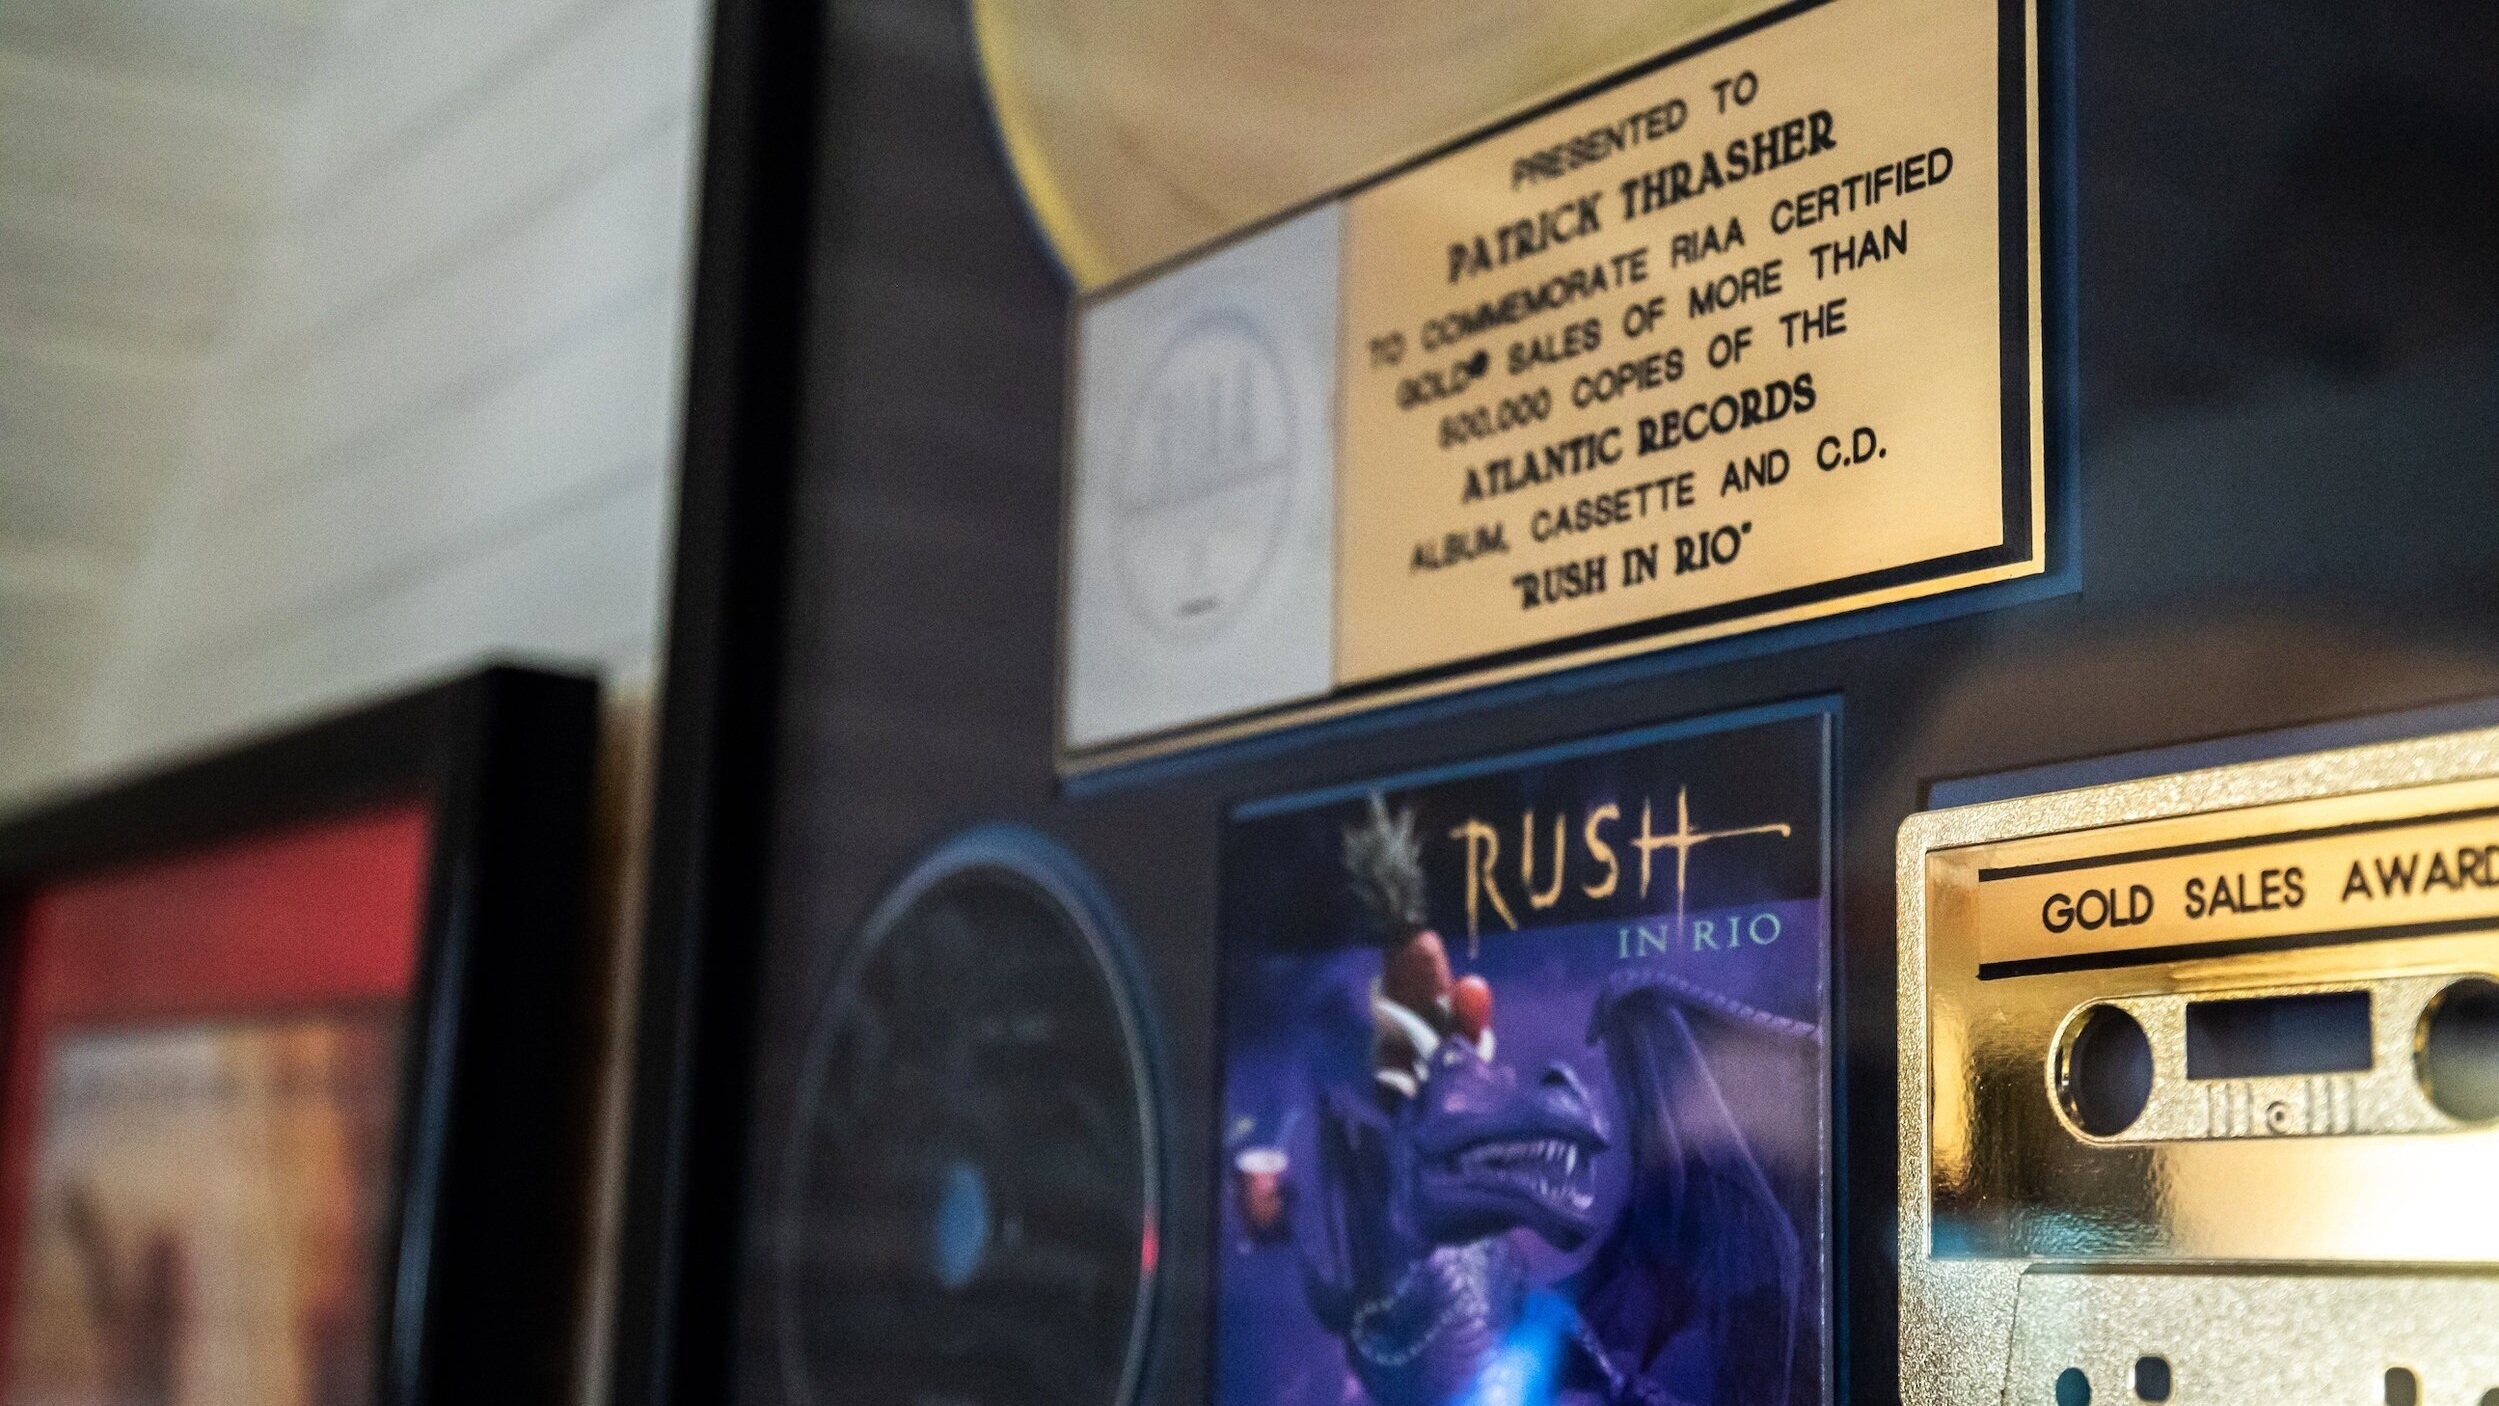 PRESENTED TO
PATRICK THRASHER
TO COMMEMORATE RIAA CERTIFIED
GOLD® SALES OF MORE THAN
500,000 COPIES OF THE
ATLANTIC RECORDS
ALBUM, CASSETTE AND C.D.
"RUSH IN RIO"
RUSH
IN RIO
GOLD SALES AWARD